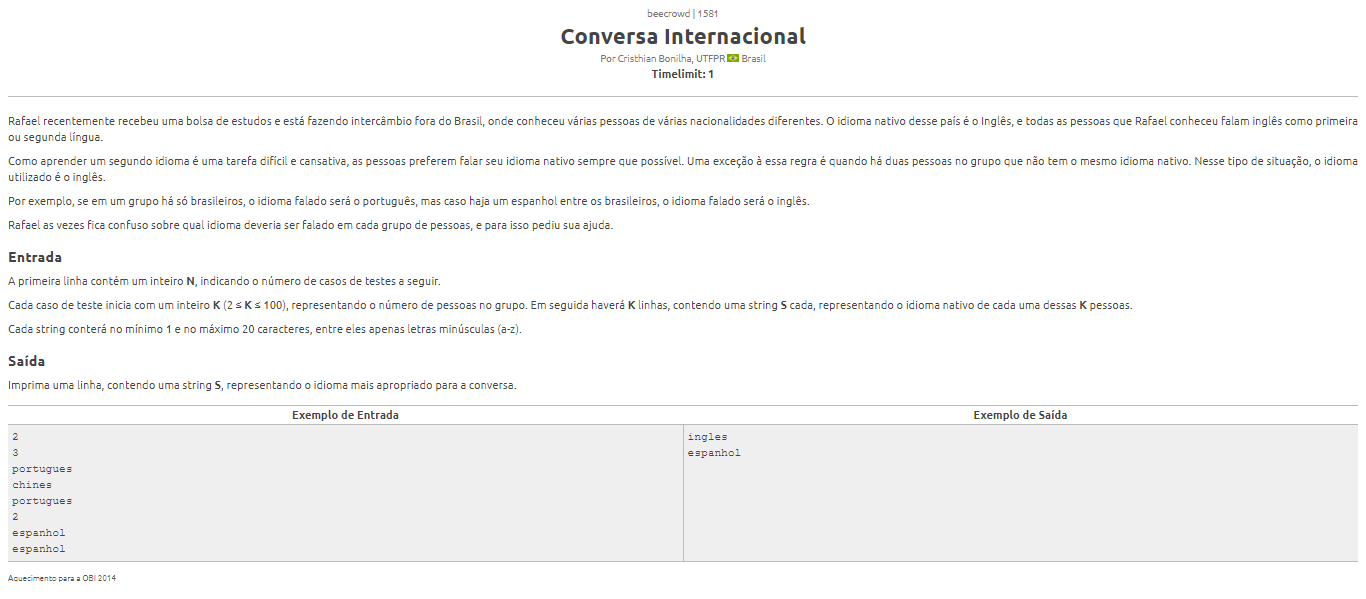 beecrowd | 1581
Conversa Internacional
Por Cristhian Bonilha, UTFPR Brasil
Timelimit: 1
Rafael recentemente recebeu uma bolsa de estudos e está fazendo intercâmbio fora do Brasil, onde conheceu várias pessoas de várias nacionalidades diferentes. O idioma nativo desse país é o Inglês, e todas as pessoas que Rafael conheceu falam inglês como primeira
ou segunda língua.
Como aprender um segundo idioma é uma tarefa difícil e cansativa, as pessoas preferem falar seu idioma nativo sempre que possível. Uma exceção à essa regra é quando há duas pessoas no grupo que não tem o mesmo idioma nativo. Nesse tipo de situação, o idioma
utilizado é o inglês.
Por exemplo, se em um grupo há só brasileiros, o idioma falado será o português, mas caso haja um espanhol entre os brasileiros, o idioma falado será o inglês.
Rafael as vezes fica confuso sobre qual idioma deveria ser falado em cada grupo de pessoas, e para isso pediu sua ajuda.
Entrada
A primeira linha contém um inteiro N, indicando o número de casos de testes a seguir.
Cada caso de teste inicia com um inteiro K (2 ≤ K ≤ 100), representando o número de pessoas no grupo. Em seguida haverá K linhas, contendo uma string S cada, representando o idioma nativo de cada uma dessas K pessoas.
Cada string conterá no mínimo 1 e no máximo 20 caracteres, entre eles apenas letras minúsculas (a-z).
Saída
Imprima uma linha, contendo uma string S, representando o idioma mais apropriado para a conversa.
Exemplo de Entrada
Exemplo de Saída
2
3
portugues
chines
portugues
2
espanhol
espanhol
ingles
espanhol
Aquecimento para a OBI 2014